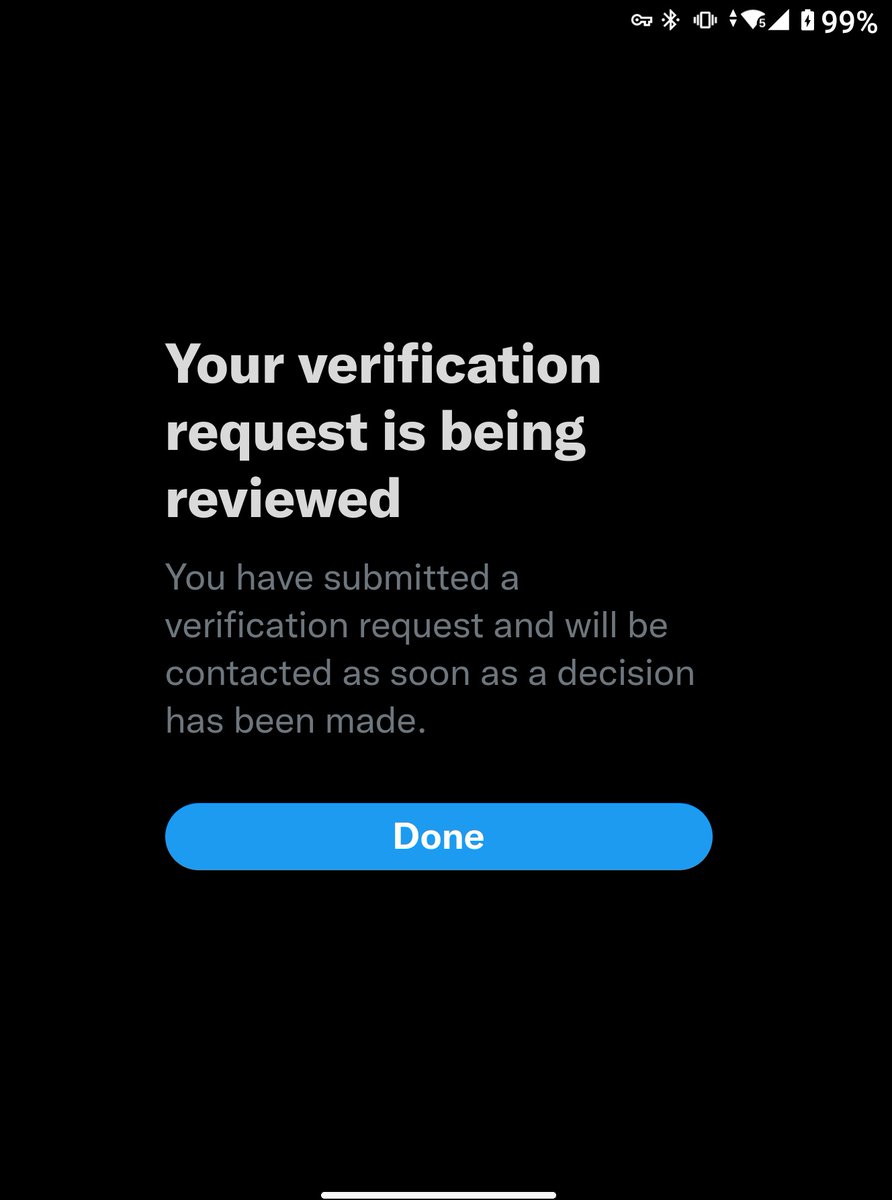 5 99%
Your verification
request is being
reviewed
You have submitted a
verification request and will be
contacted as soon as a decision
has been made.
Done